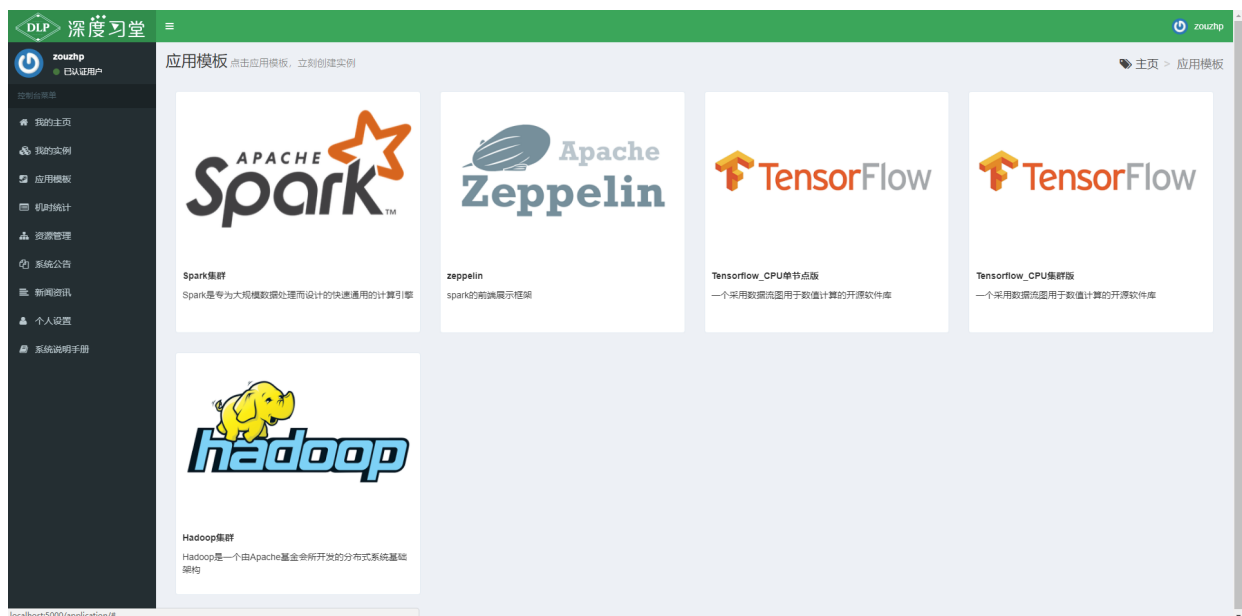 DLP 深度习堂
zouzhp
zouzhp
已认证用户
控制台菜单
我的主页
我的实例
应用模板
机时统计
资源管理
系统公告
新闻资讯
个人设置
系统说明手册
应用模板 点击应用模板，立刻创建实例
主页 > 应用模板
APACHE
Spark TM
Spark集群
Spark是专为大规模数据处理而设计的快速通用的计算引擎
Apache
Zeppelin
zeppelin
spark的前端展示框架
TensorFlow
Tensorflow_CPU单节点版
一个采用数据流图用于数值计算的开源软件库
TensorFlow
Tensorflow_CPU集群版
一个采用数据流图用于数值计算的开源软件库
hadoop
Hadoop集群
Hadoop是一个由Apache基金会所开发的分布式系统基础
架构
localhost:5000/application/#